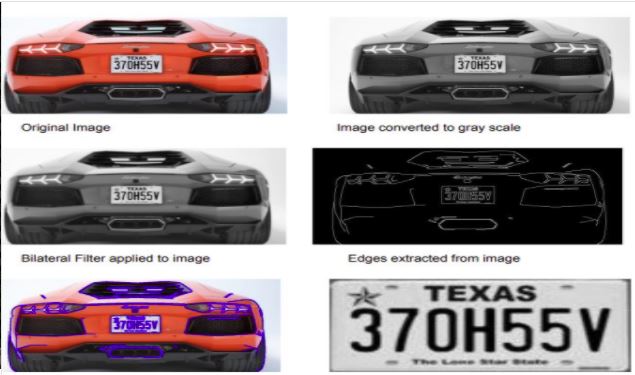 TEXAS
370H55V
TEXAS
370H55V
Original Image
Image converted to gray scale
TEXAS
370H55V
370H55V
Bilateral Filter applied to image
Edges extracted from image
370H55V
TEXAS
370H55V
The Lone Star State